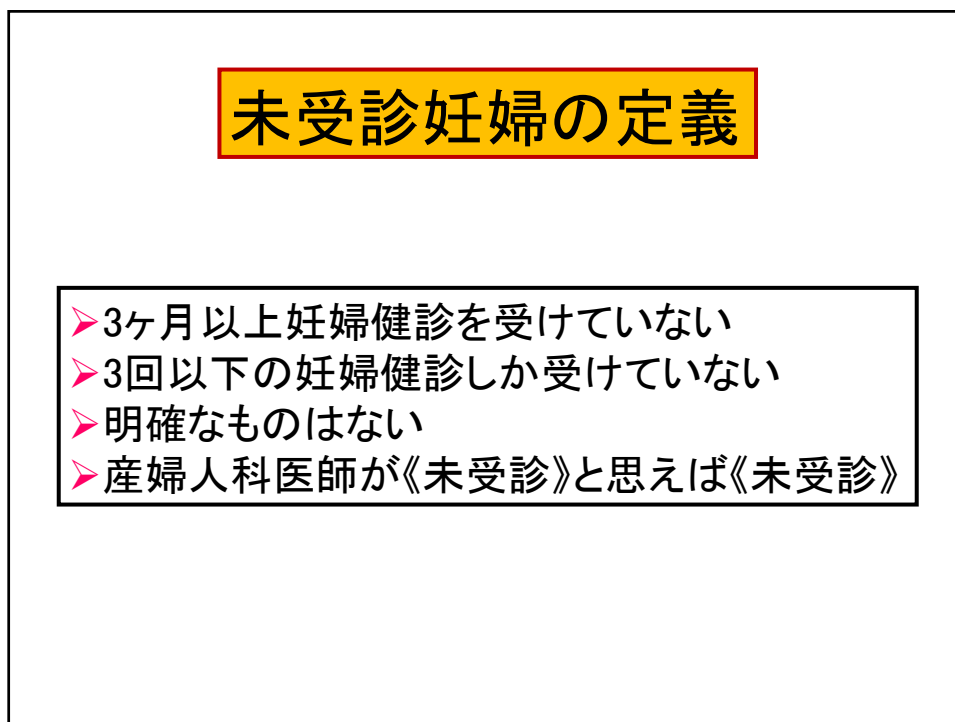 未受診妊婦の定義
➤3ヶ月以上妊婦健診を受けていない
➤3回以下の妊婦健診しか受けていない
➤明確なものはない
➤産婦人科医師が《未受診》と思えば《未受診》